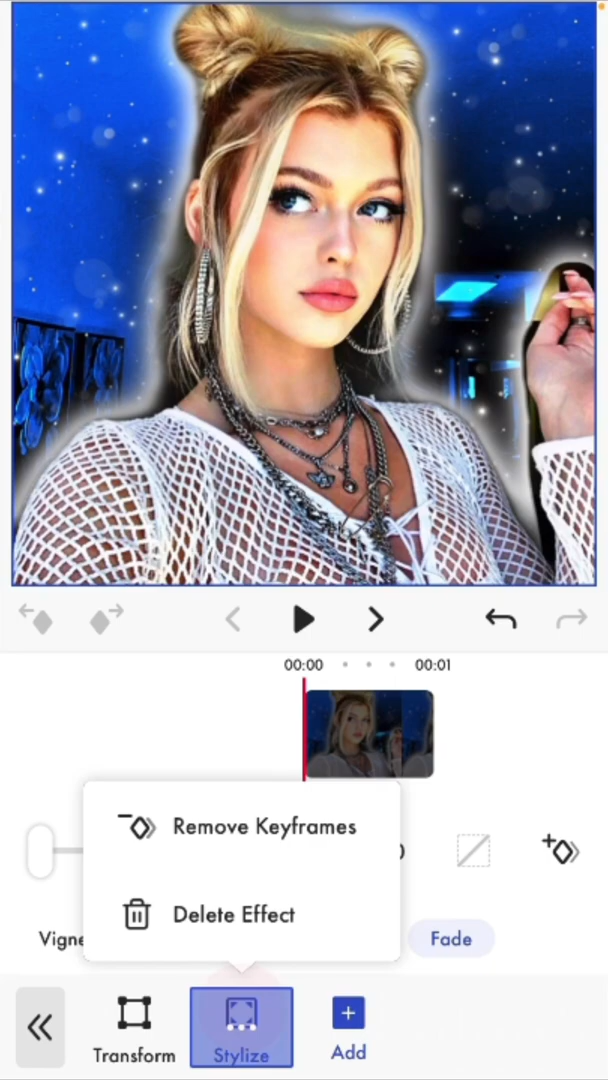 00:00
00:01
Remove Keyframes
Delete Effect
Fade
Transform
Stylize
Add